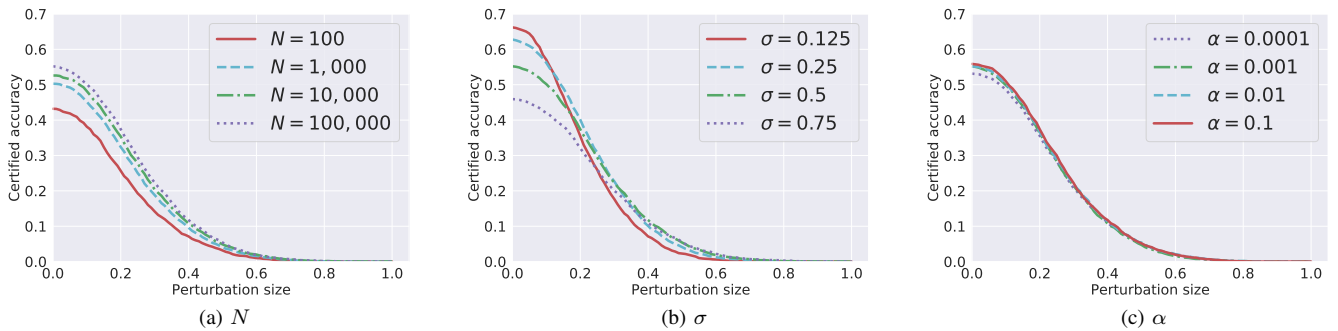 Certified accuracy
0.7
0.6
0.5
0.4
0.3
0.2
0.1
0.0
N = 100
N = 1, 000
N = 10, 000
N = 100, 000
0.0 0.2 0.4 0.6 0.8 1.0
Perturbation size
(a) N
Certified accuracy
0.7
0.6
0.5
0.4
0.3
0.2
0.1
0.0
σ = 0.125
σ = 0.25
σ = 0.5
σ = 0.75
0.0 0.2 0.4 0.6 0.8 1.0
Perturbation size
(b) σ
Certified accuracy
0.7
0.6
0.5
0.4
0.3
0.2
0.1
0.0
α = 0.0001
α = 0.001
α = 0.01
α = 0.1
0.0 0.2 0.4 0.6 0.8 1.0
Perturbation size
(c) α